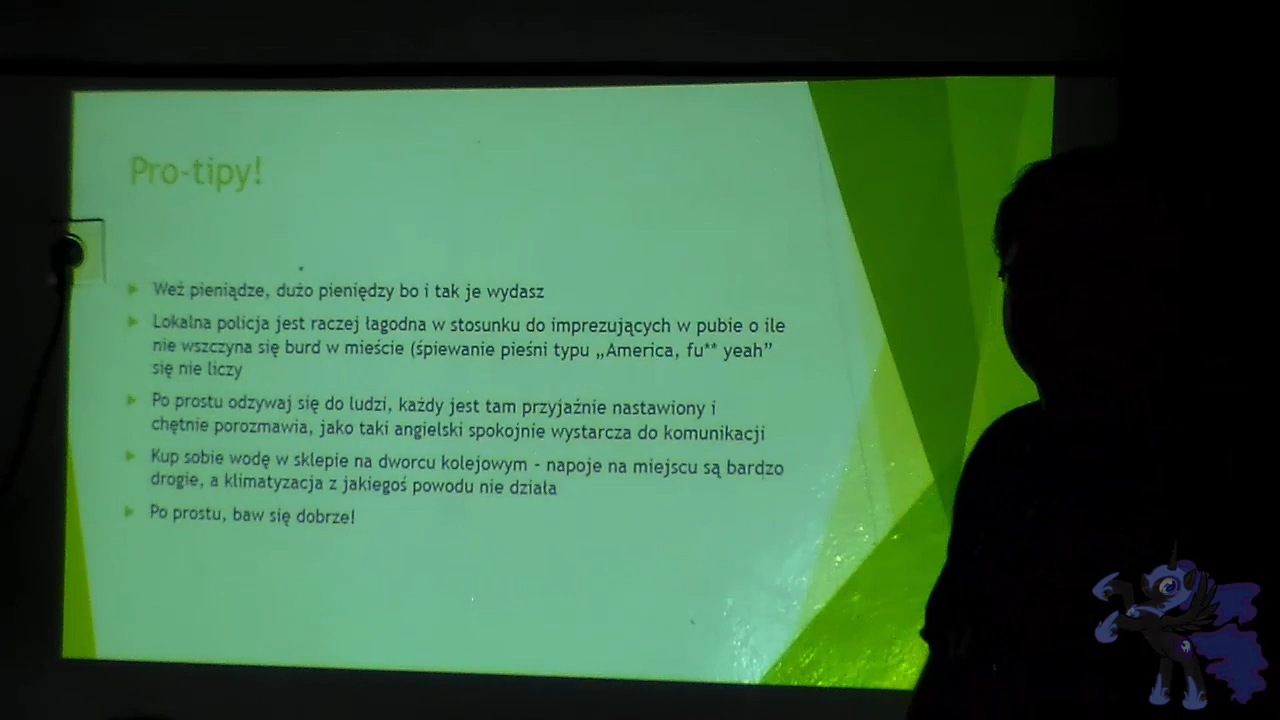 Pro-tipy!
Weź pieniądze, dużo pieniędzy bo i tak je wydasz
Lokalna policja jest raczej łagodna w stosunku do imprezujących w pubie o ile
nie wszczyna się burd w mieście (śpiewanie pieśni typu „America, fu** yeah”
się nie liczy
Po prostu odzywaj się do ludzi, każdy jest tam przyjaźnie nastawiony i
chętnie porozmawia, jako taki angielski spokojnie wystarcza do komunikacji
Kup sobie wodę w sklepie na dworcu kolejowym – napoje na miejscu są bardzo
drogie, a klimatyzacja z jakiegoś powodu nie działa
Po prostu, baw się dobrze!